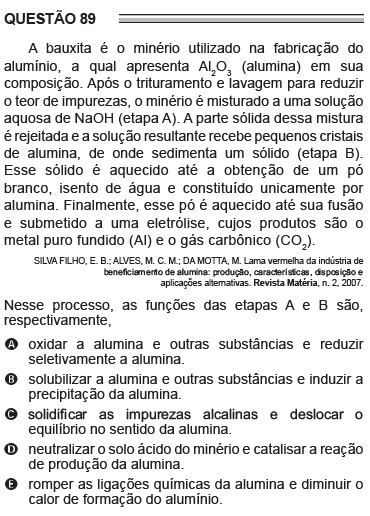 QUESTÃO 89
A bauxita é o minério utilizado na fabricação do
alumínio, a qual apresenta Al₂O₃ (alumina) em sua
composição. Após o trituramento e lavagem para reduzir
o teor de impurezas, o minério é misturado a uma solução
aquosa de NaOH (etapa A). A parte sólida dessa mistura
é rejeitada e a solução resultante recebe pequenos cristais
de alumina, de onde sedimenta um sólido (etapa B).
Esse sólido é aquecido até a obtenção de um pó
branco, isento de água e constituído unicamente por
alumina. Finalmente, esse pó é aquecido até sua fusão
e submetido a uma eletrólise, cujos produtos são o
metal puro fundido (Al) e o gás carbônico (CO₂).
SILVA FILHO, E. B.; ALVES, M. C. M.; DA MOTTA, M. Lama vermelha da indústria de
beneficiamento de alumina: produção, características, disposição e
aplicações alternativas. Revista Matéria, n. 2, 2007.
Nesse processo, as funções das etapas A e B são,
respectivamente,
A oxidar a alumina e outras substâncias e reduzir
seletivamente a alumina.
B solubilizar a alumina e outras substâncias e induzir a
precipitação da alumina.
C solidificar as impurezas alcalinas e deslocar o
equilíbrio no sentido da alumina.
D neutralizar o solo ácido do minério e catalisar a reação
de produção da alumina.
E romper as ligações químicas da alumina e diminuir o
calor de formação do alumínio.